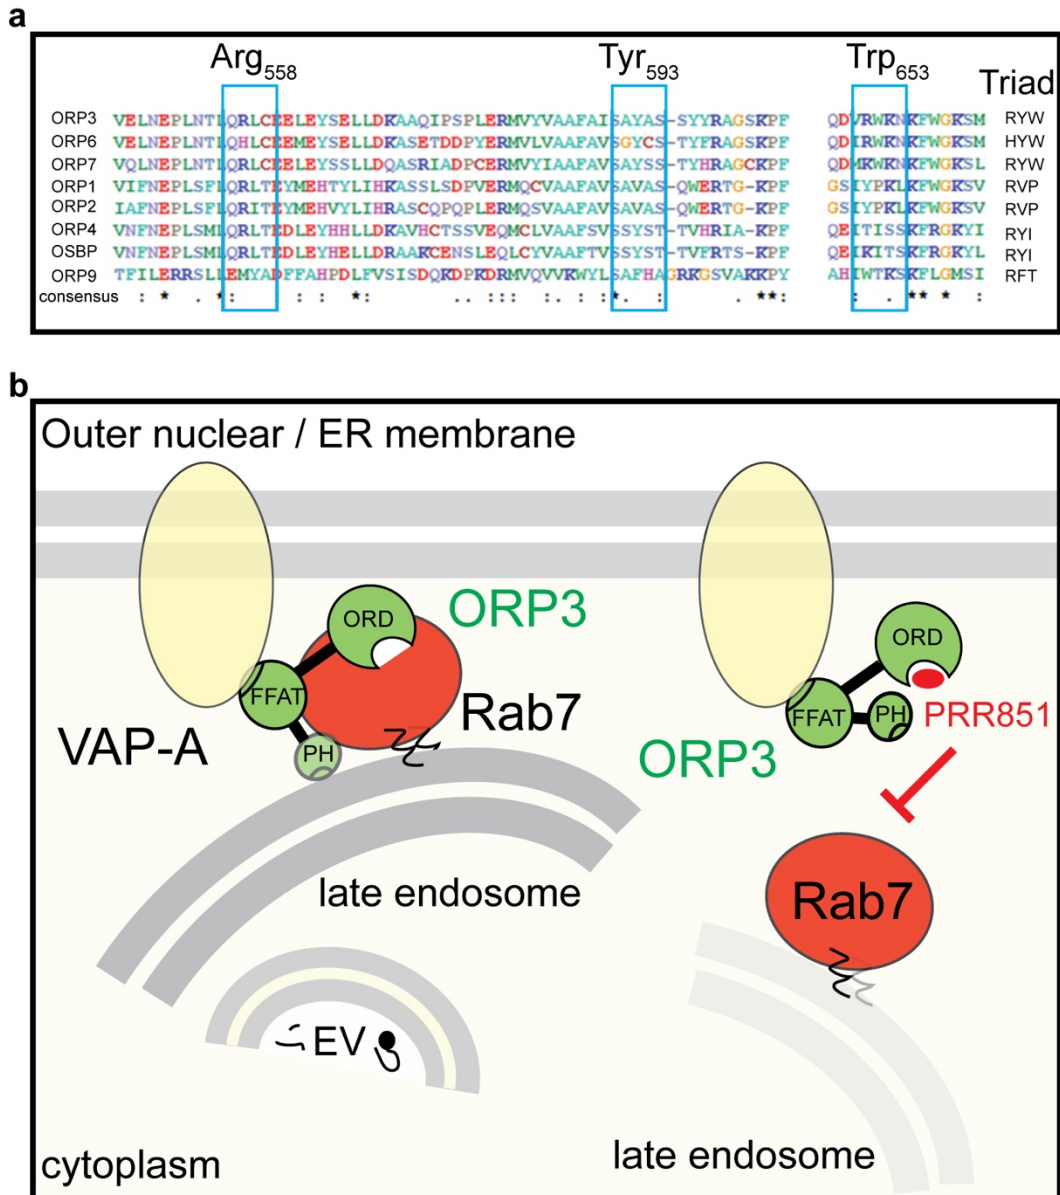 a
Arg558 Tyr593 Trp653 Triad
ORP3 VELNEPLNTLQRLCEELEYSELLDKAAQIPSPLERMVYVAAFAISAYAS-SYYRAGSKPF QDVRWKNKFWGKSM RYW
ORP6 VELNEPLNTLQHLCEEMEYSELLDKASETDDPYERMVLVAAFAVSGYCS-TYFRAGSKPF QDIRWKNKFWGKSM HYW
ORP7 VQLNEPLNTLQRLCEELEYSSLLDQASRIADPCERMVYIAAFAVSAYSS-TYHRAGCKPF QDMKWKNKFWGKSL RYW
ORP1 VIFNEPLSFLQRLTEYMEHTYLIHKASSLSDPVERMQCVAAFAVSAVAS-QWERTG-KPF GSIYPKLKFWGKSV RVP
ORP2 IAFNEPLSFLQRITEYMEHVYLIHRASCQPQPLERMQSVAAFAVSAVAS-QWERTG-KPF GSIYPKLKFWGKSV RVP
ORP4 VNFNEPLSMLQRLTEDLEYHHLLDKAVHCTSSVEQMCLVAAFSVSSYST-TVHRIA-KPF QEITISSKFRGKYI RYI
OSBP VNFNEPLSMLQRLTEDLEYHELLDRAAKCENSLEQLCYVAAFTVSSYST-TVFRTS-KPF QEIKITSKFRGKYL RYI
ORP9 TFILERRSLLEMYADFFAHPDLFVSISDQKDPKDRMVQVVKWYLSAFHAGRKGSVAKKPY AHIWTKSKFLGMSI RFT
consensus : * . *: : : *: .. : : : : *. : . ** : : . ** * :
b
Outer nuclear / ER membrane
ORD
ORP3
ORD
FFAT
Rab7
FFAT
PH
PRR851
VAP-A
PH
ORP3
late endosome
Rab7
EV
late endosome
cytoplasm